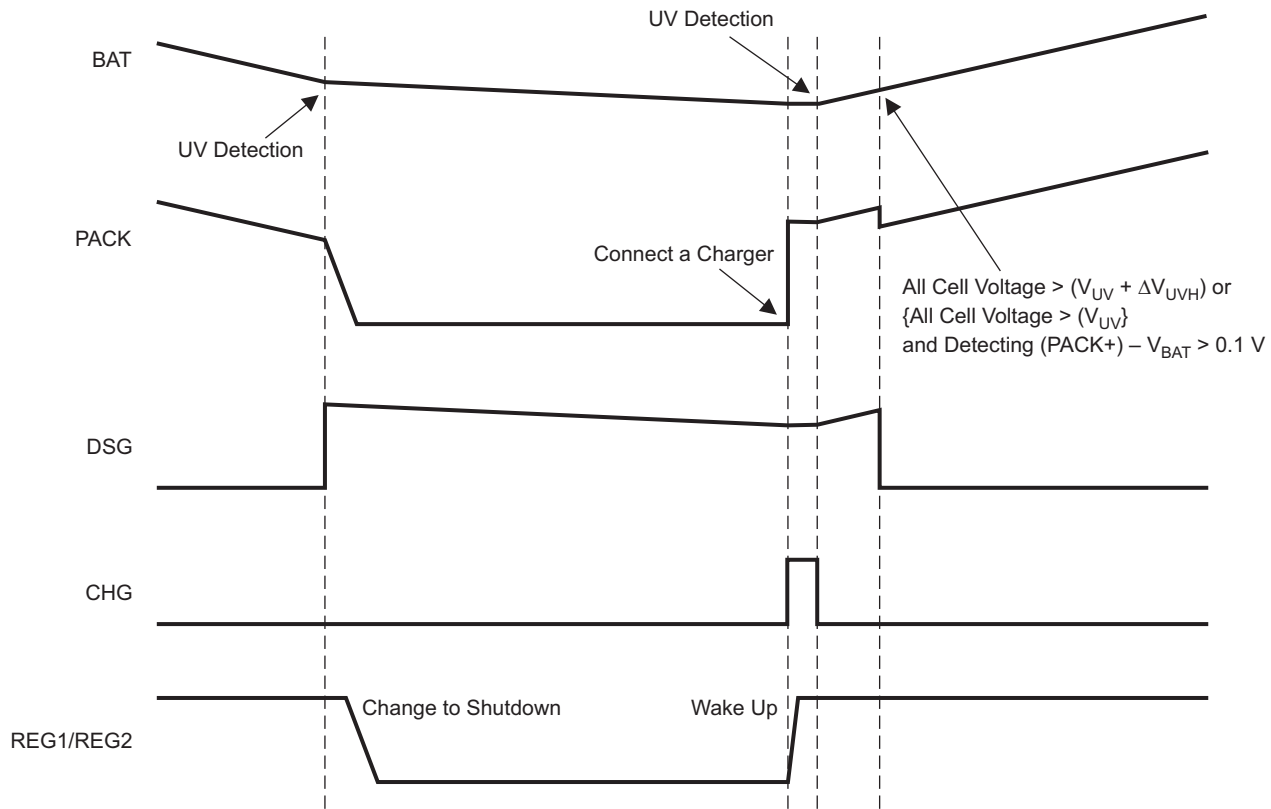 UV Detection
BAT
UV Detection
PACK
Connect a Charger
All Cell Voltage > (V_UV + ΔV_UVH) or
{All Cell Voltage > (V_UV}
and Detecting (PACK+) – V_BAT > 0.1 V
DSG
CHG
Change to Shutdown
Wake Up
REG1/REG2